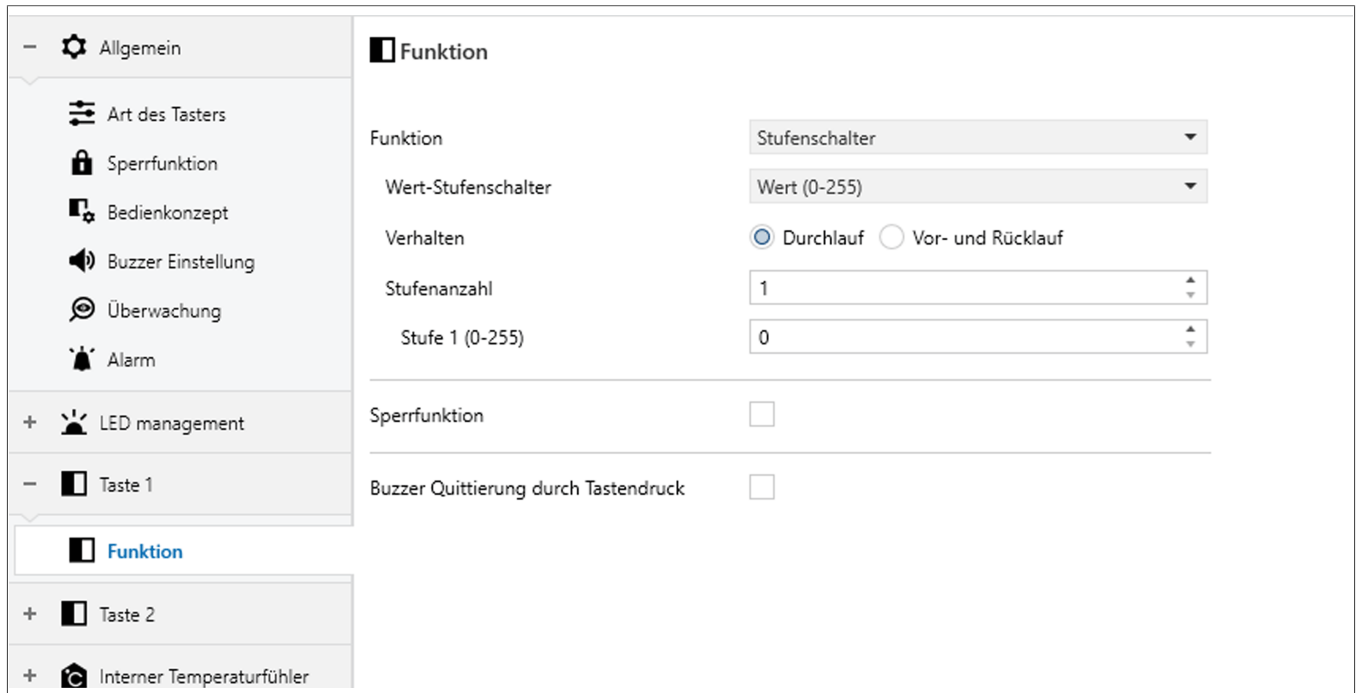 Allgemein
Art des Tasters
Sperrfunktion
Bedienkonzept
Buzzer Einstellung
Überwachung
Alarm
LED management
Taste 1
Funktion
Taste 2
Interner Temperaturfühler
Funktion
Funktion Stufenschalter
Wert-Stufenschalter Wert (0-255)
Verhalten Durchlauf Vor- und Rücklauf
Stufenanzahl 1
Stufe 1 (0-255) 0
Sperrfunktion
Buzzer Quittierung durch Tastendruck